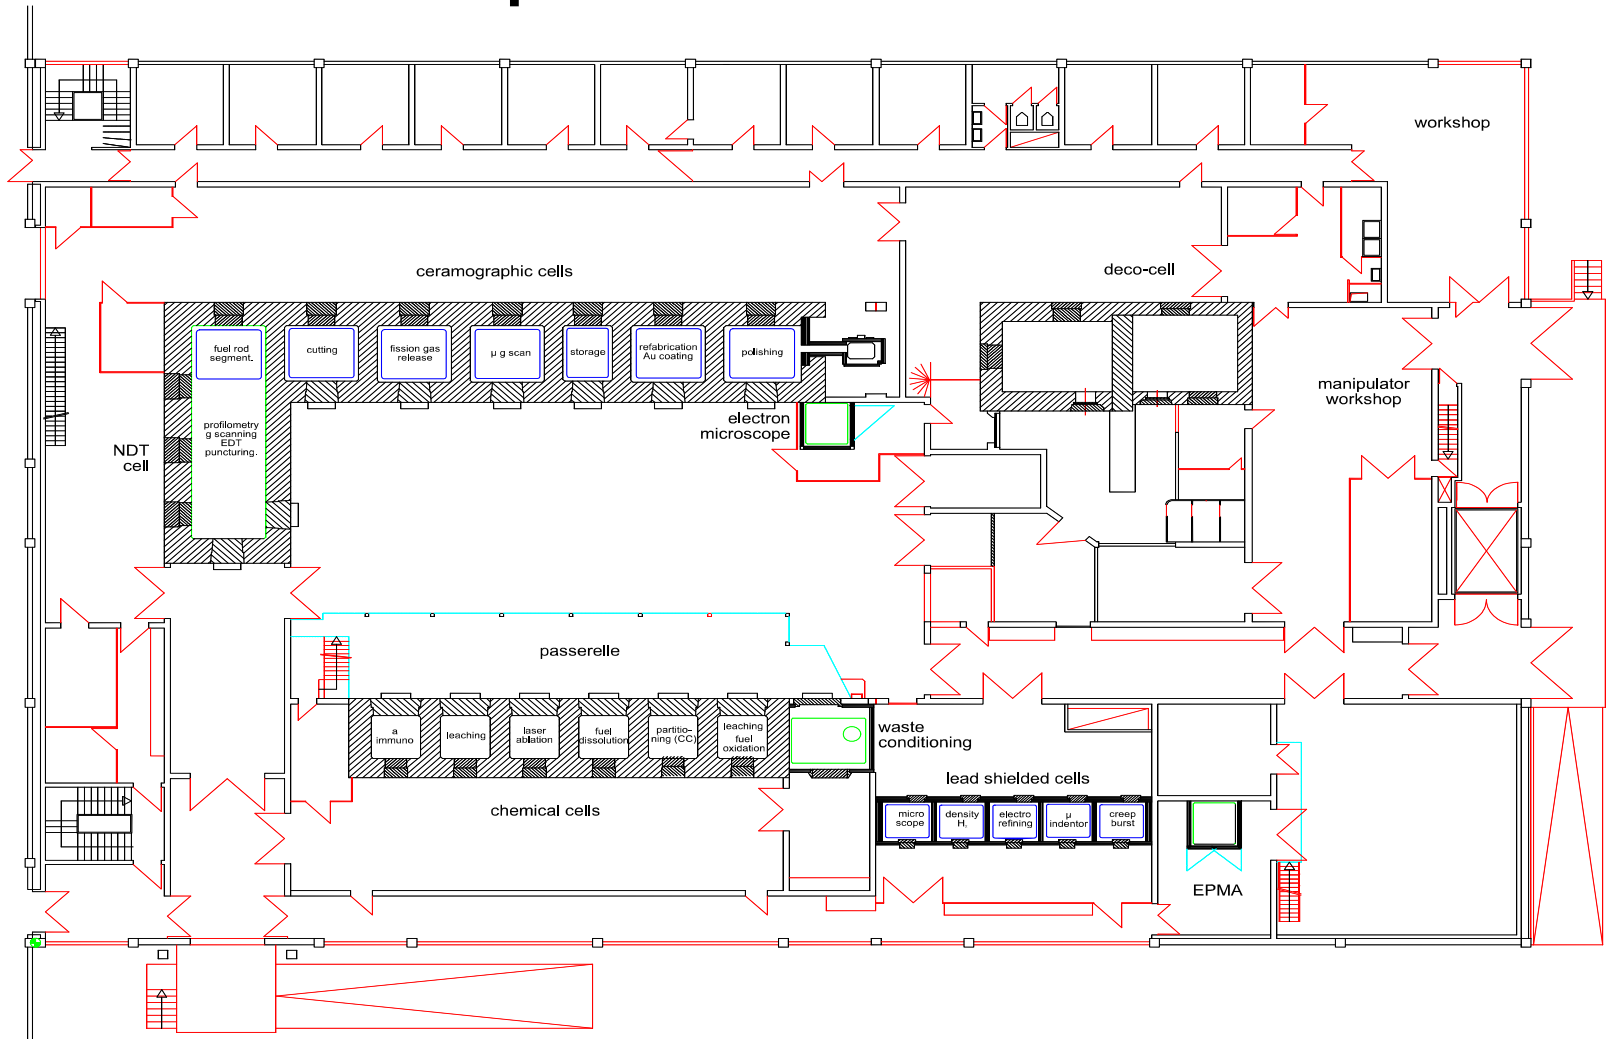 workshop
ceramographic cells
deco-cell
fuel rod
segment.
cutting
fission gas
release
µ g scan
storage
refabrication
Au coating
polishing
manipulator
workshop
electron
microscope
profilometry
g scanning
EDT
puncturing.
NDT
cell
passerelle
a
immuno
leaching
laser
ablation
fuel
dissolution
partitio-
ning (CC)
leaching
fuel
oxidation
waste
conditioning
lead shielded cells
chemical cells
micro
scope
density
H,
electro
refining
µ
indentor
creep
burst
EPMA